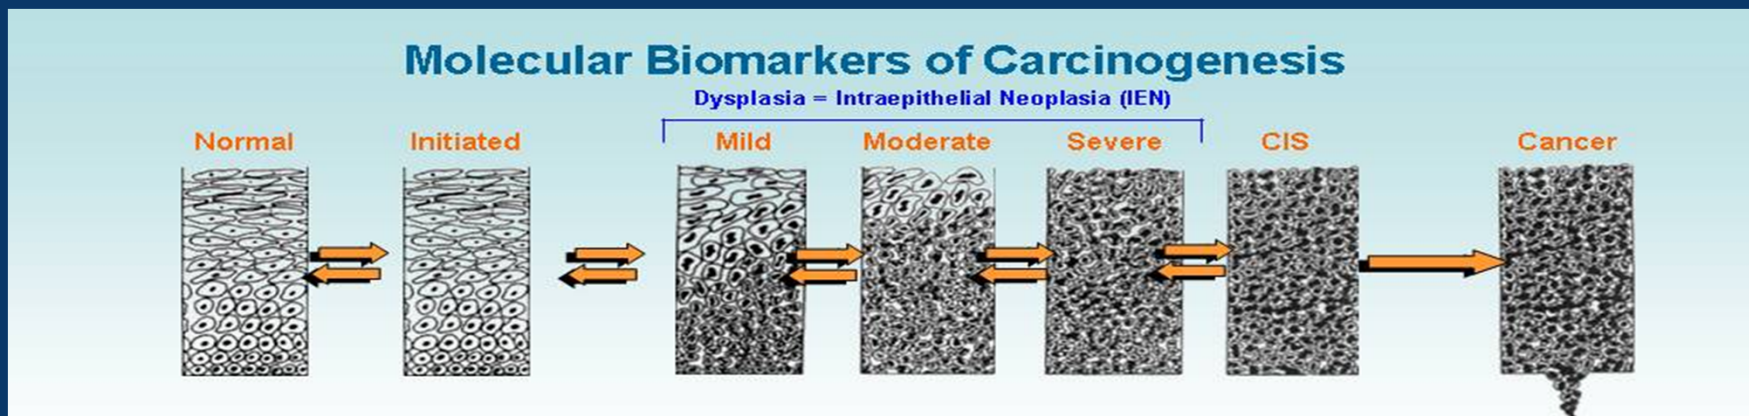 Molecular Biomarkers of Carcinogenesis
Dysplasia = Intraepithelial Neoplasia (IEN)
Normal Initiated Mild Moderate Severe CIS Cancer